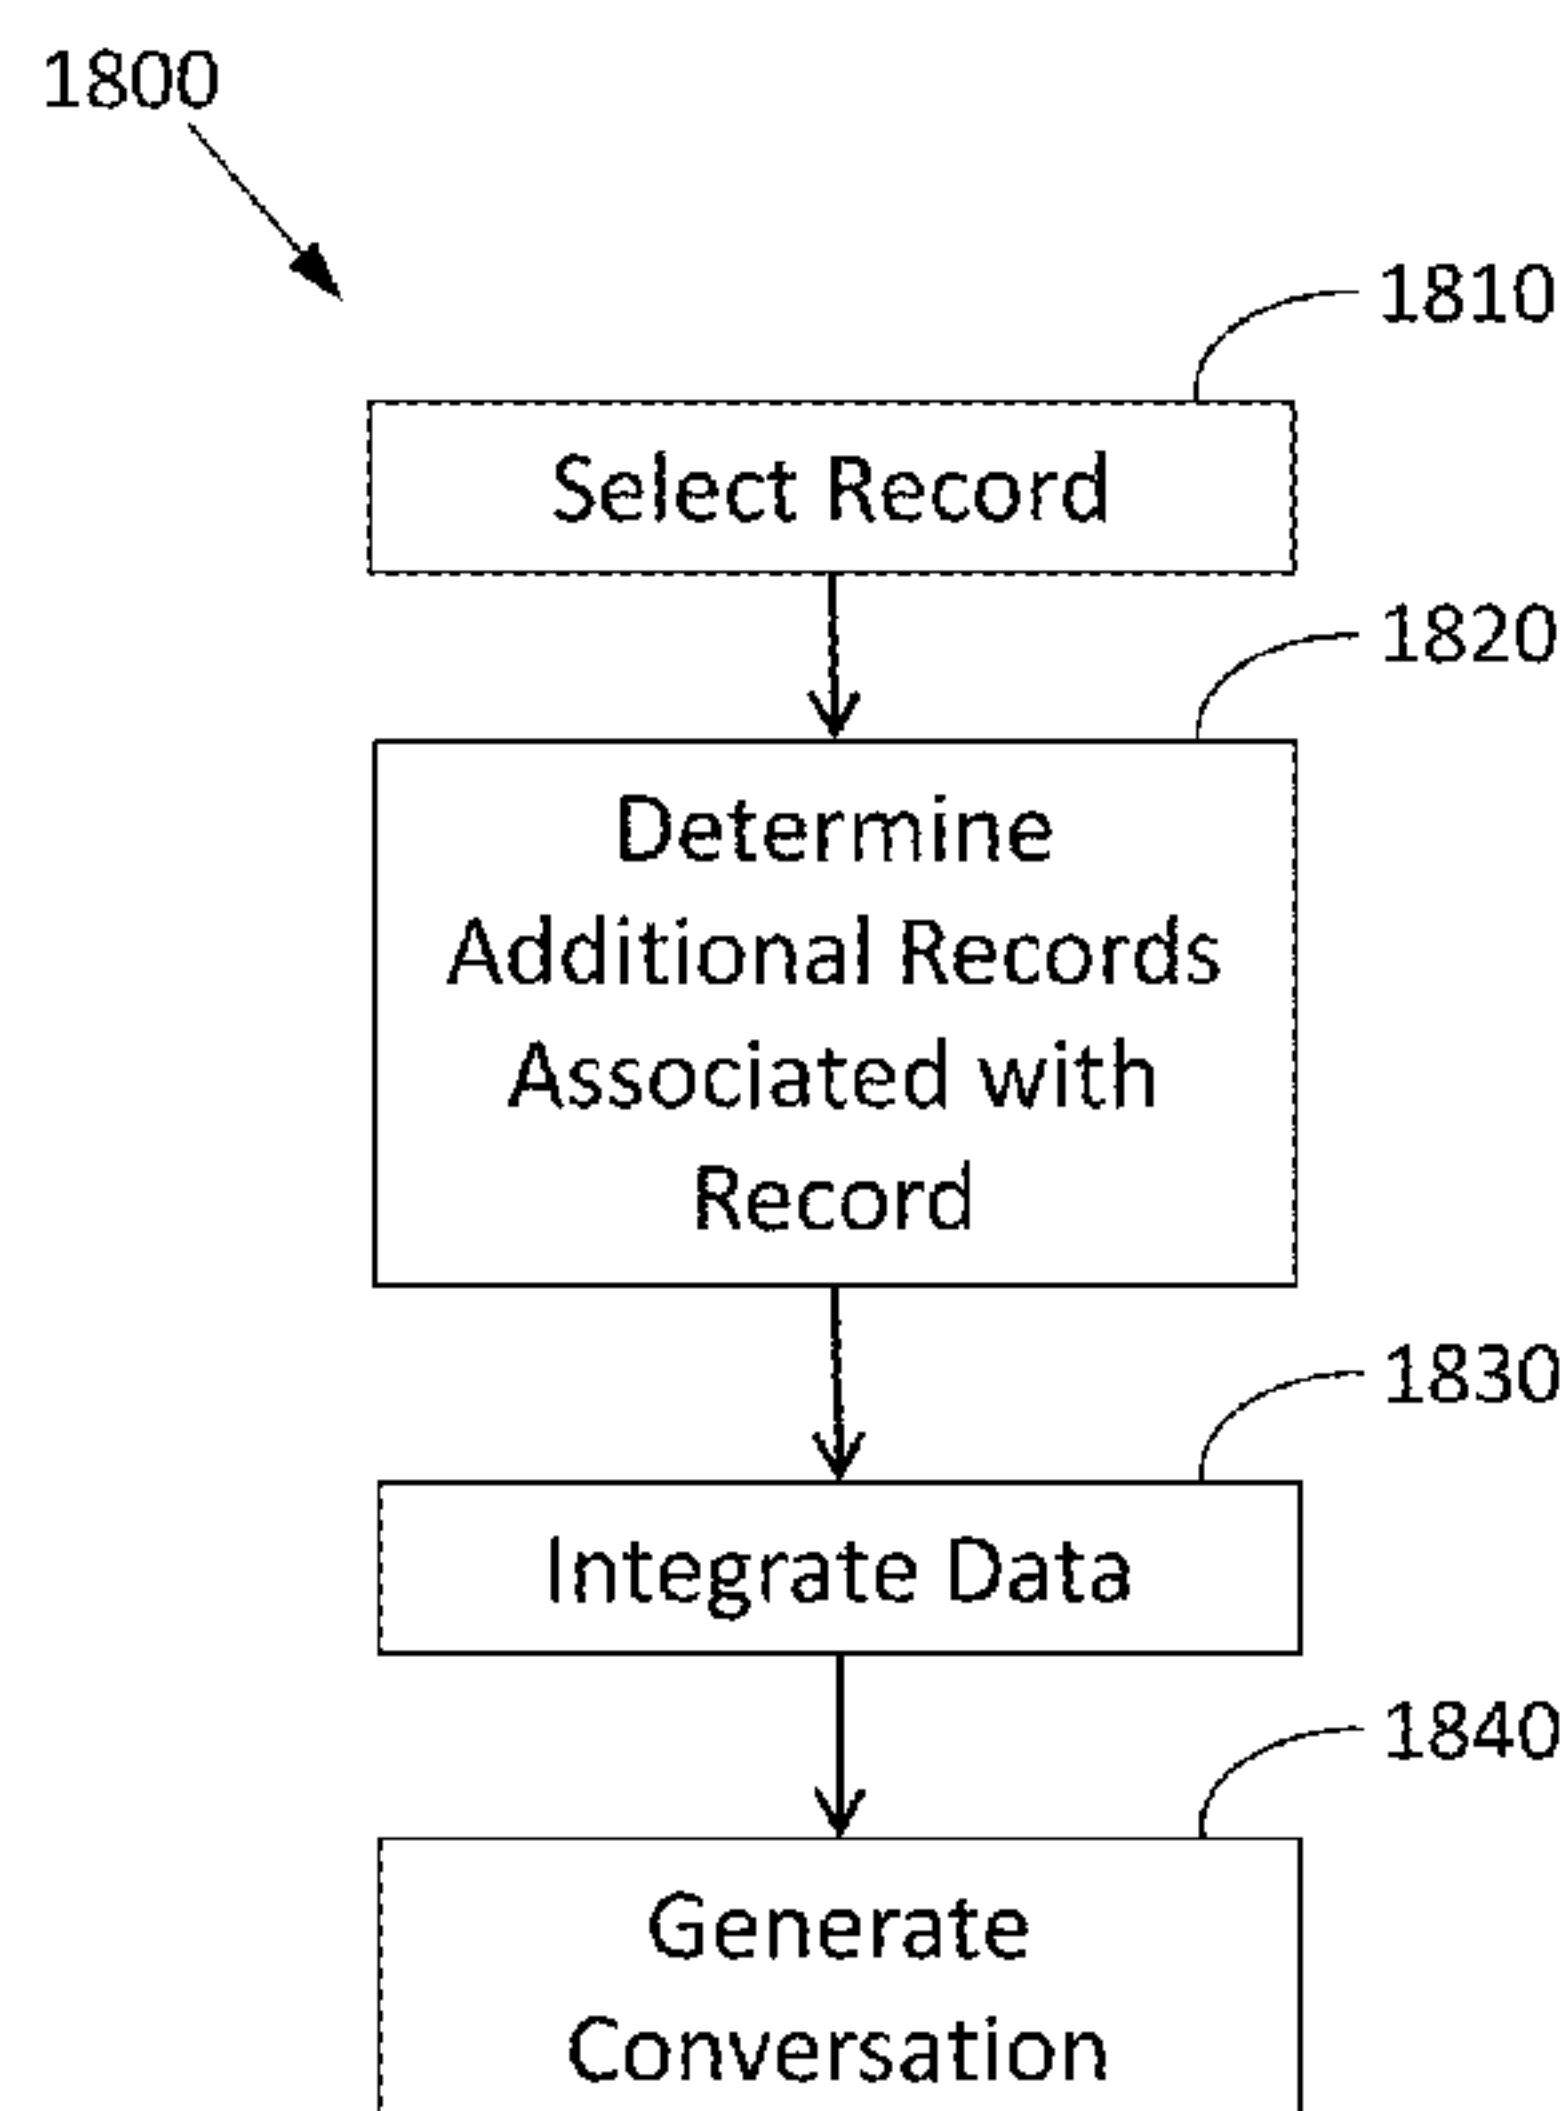 1800
1810
Select Record
1820
Determine
Additional Records
Associated with
Record
1830
Integrate Data
1840
Generate
Conversation